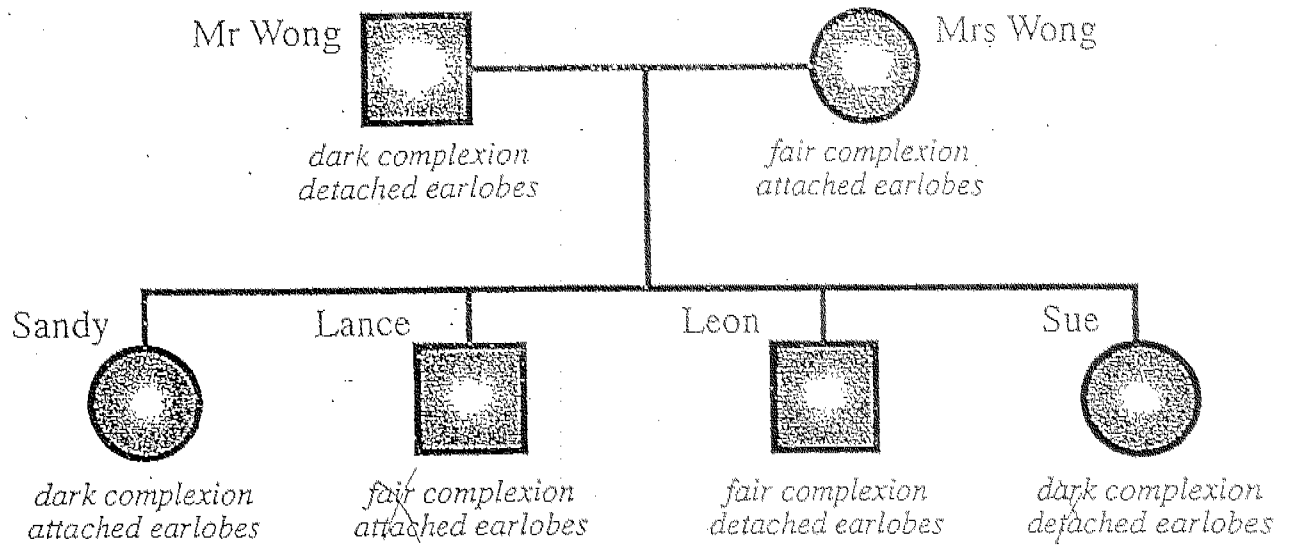 Mr Wong
Mrs Wong
dark complexion
detached earlobes
fair complexion
attached earlobes
Sandy
Lance
Leon
Sue
dark complexion
attached earlobes
fair complexion
attached earlobes
fair complexion
detached earlobes
dark complexion
detached earlobes